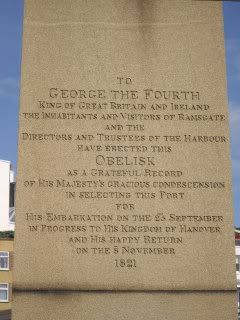 TO
GEORGE THE FOURTH
KING OF GREAT BRITAIN AND IRELAND
THE INHABITANTS AND VISITORS OF RAMSGATE
AND THE
DIRECTORS AND TRUSTEES OF THE HARBOUR
HAVE ERECTED THIS
OBELISK
AS A GRATEFUL RECORD
OF HIS MAJESTY'S GRACIOUS CONDESCENSION
IN SELECTING THIS PORT
FOR
HIS EMBARKATION ON THE 25 SEPTEMBER
IN PROGRESS TO HIS KINGDOM OF HANOVER
AND HIS HAPPY RETURN
ON THE 8 NOVEMBER
1821